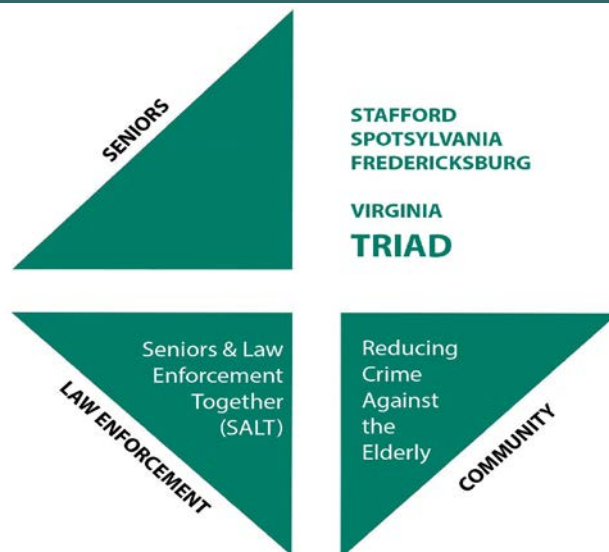 SENIORS
STAFFORD
SPOTSYLVANIA
FREDERICKSBURG
VIRGINIA
TRIAD
LAW ENFORCEMENT
Seniors & Law
Enforcement
Together
(SALT)
Reducing
Crime
Against
the
Elderly
COMMUNITY